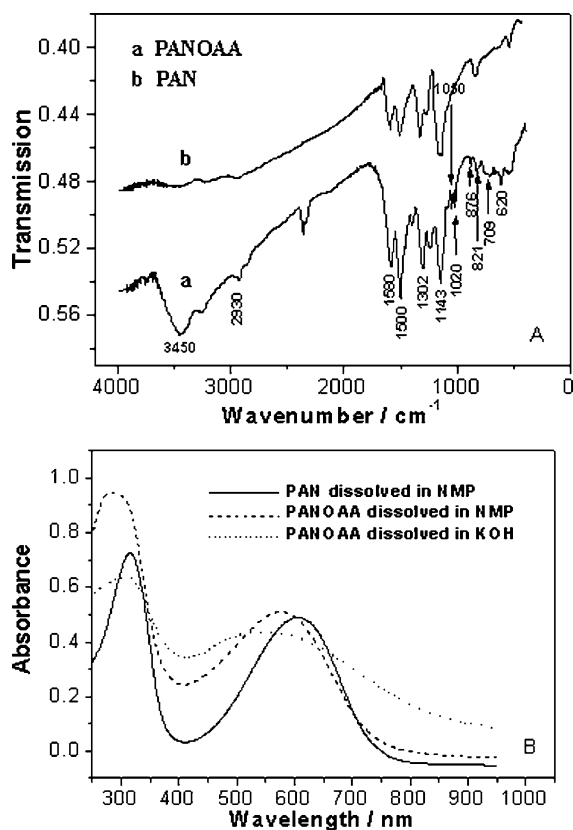 0.40
0.44
0.48
0.52
0.56
Transmission
a PANOAA
b PAN
b
a
3450
2930
1580
1500
1302
1143
1050
1020
876
821
709
620
A
4000
3000
2000
1000
0
Wavenumber / cm-1
1.0
0.8
0.6
0.4
0.2
0.0
Absorbance
PAN dissolved in NMP
PANOAA dissolved in NMP
PANOAA dissolved in KOH
B
300
400
500
600
700
800
900
1000
Wavelength / nm